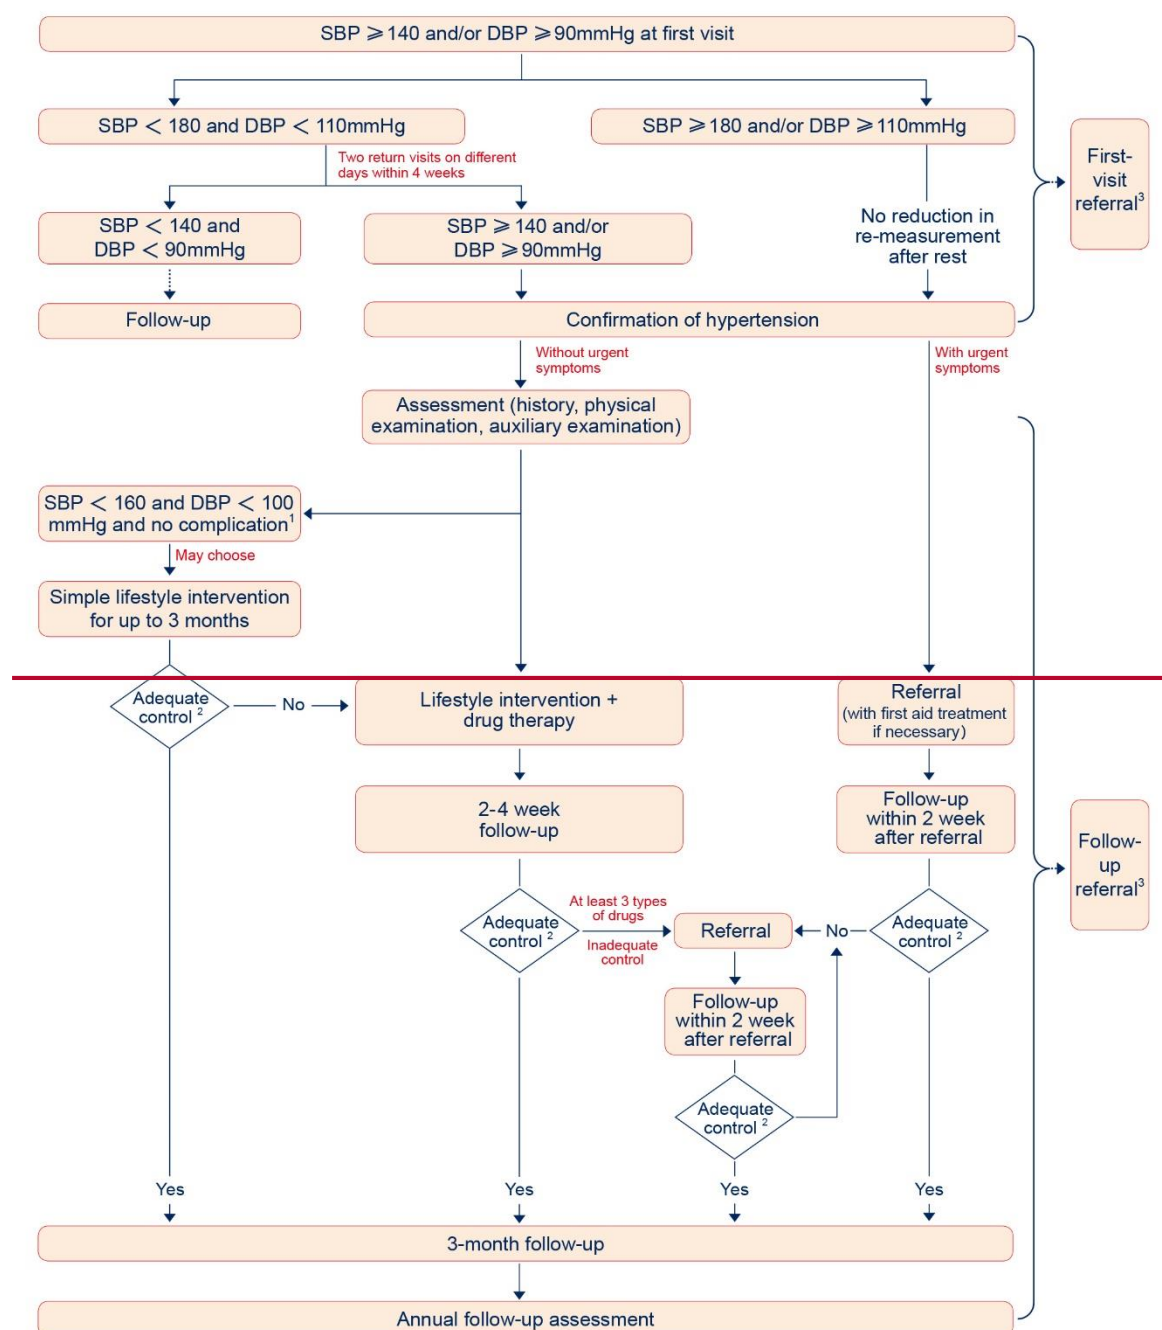 SBP ⩾ 140 and/or DBP ⩾ 90mmHg at first visit
SBP < 180 and DBP < 110mmHg
SBP ⩾ 180 and/or DBP ⩾ 110mmHg
First-
visit
referral³
Two return visits on different
days within 4 weeks
SBP < 140 and
DBP < 90mmHg
SBP ⩾ 140 and/or
DBP ⩾ 90mmHg
No reduction in
re-measurement
after rest
Follow-up
Confirmation of hypertension
Without urgent
symptoms
With urgent
symptoms
Assessment (history, physical
examination, auxiliary examination)
SBP < 160 and DBP < 100
mmHg and no complication¹
May choose
Simple lifestyle intervention
for up to 3 months
Adequate
control ²
No
Lifestyle intervention +
drug therapy
Referral
(with first aid treatment
if necessary)
2-4 week
follow-up
Follow-up
within 2 week
after referral
Follow-
up
referral³
Adequate
control ²
At least 3 types
of drugs
Inadequate
control
Referral
No
Adequate
control ²
Follow-up
within 2 week
after referral
Adequate
control ²
Yes
Yes
Yes
Yes
3-month follow-up
Annual follow-up assessment